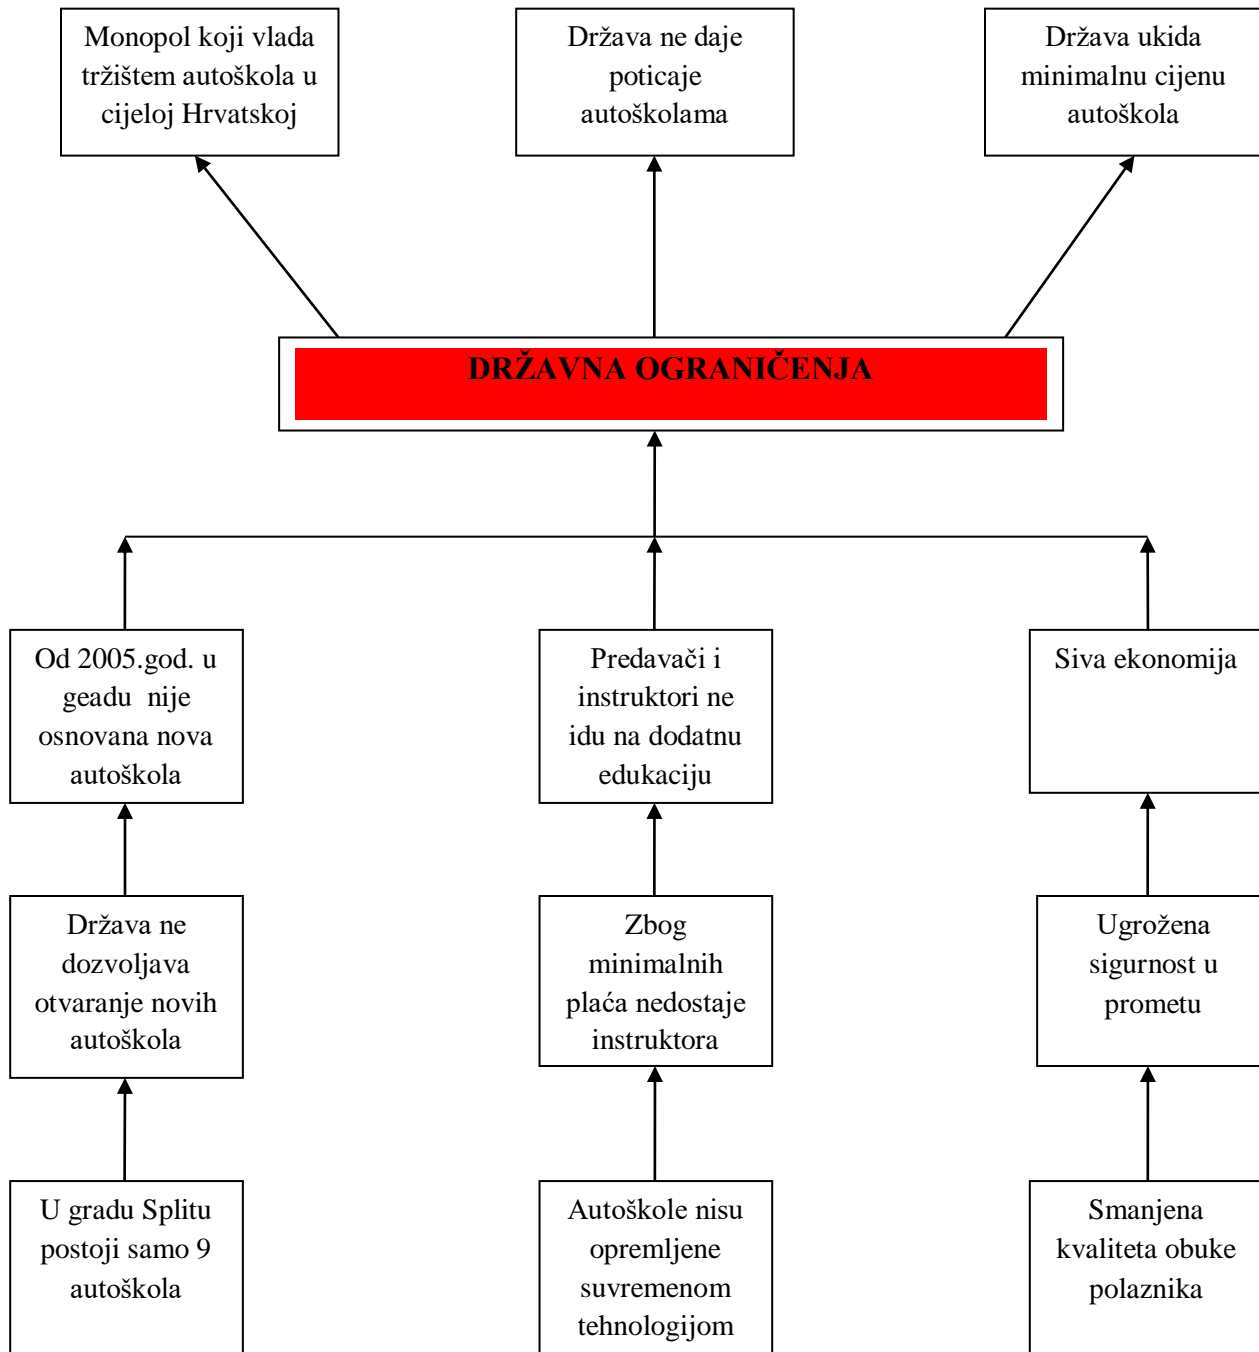 Monopol koji vlada
tržištem autoškola u
cijeloj Hrvatskoj
Država ne daje
poticaje
autoškolama
Država ukida
minimalnu cijenu
autoškola
DRŽAVNA OGRANIČENJA
Od 2005.god. u
geadu nije
osnovana nova
autoškola
Predavači i
instruktori ne
idu na dodatnu
edukaciju
Siva ekonomija
Država ne
dozvoljava
otvaranje novih
autoškola
Zbog
minimalnih
plaća nedostaje
instruktora
Ugrožena
sigurnost u
prometu
U gradu Splitu
postoji samo 9
autoškola
Autoškole nisu
opremljene
suvremenom
tehnologijom
Smanjena
kvaliteta obuke
polaznika